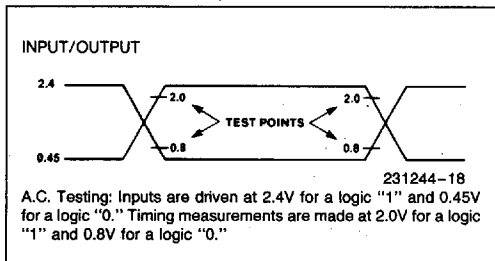 INPUT/OUTPUT
2.4
2.0 2.0
TEST POINTS
0.8 0.8
0.45
231244–18
A.C. Testing: Inputs are driven at 2.4V for a logic “1” and 0.45V
for a logic “0.” Timing measurements are made at 2.0V for a logic
“1” and 0.8V for a logic “0.”